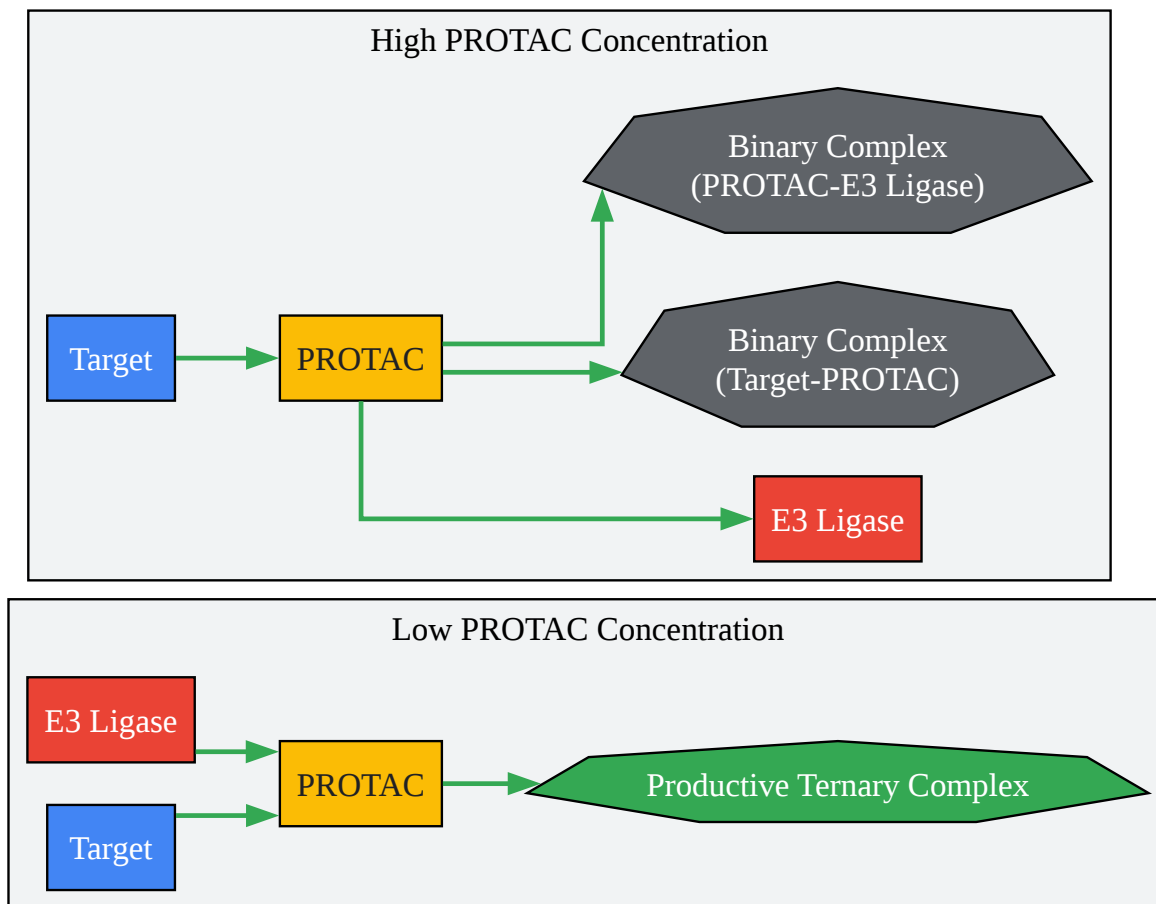 High PROTAC Concentration
Binary Complex
(PROTAC-E3 Ligase)
Binary Complex
(Target-PROTAC)
Target
PROTAC
E3 Ligase
Low PROTAC Concentration
E3 Ligase
PROTAC
Productive Ternary Complex
Target